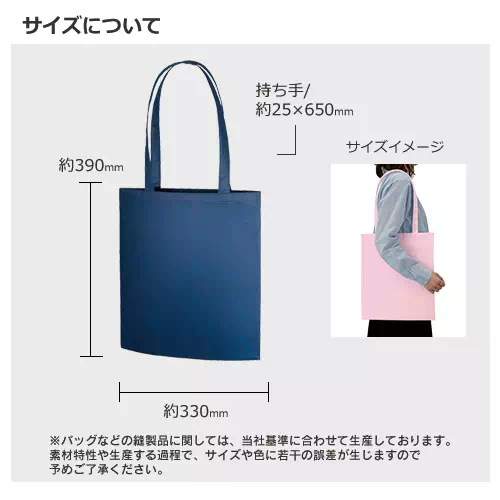 サイズについて
持ち手/
約25×650mm
サイズイメージ
約390mm
約330mm
※バッグなどの縫製品に関しては、当社基準に合わせて生産しております。
素材特性や生産する過程で、サイズや色に若干の誤差が生じますので
予めご了承ください。